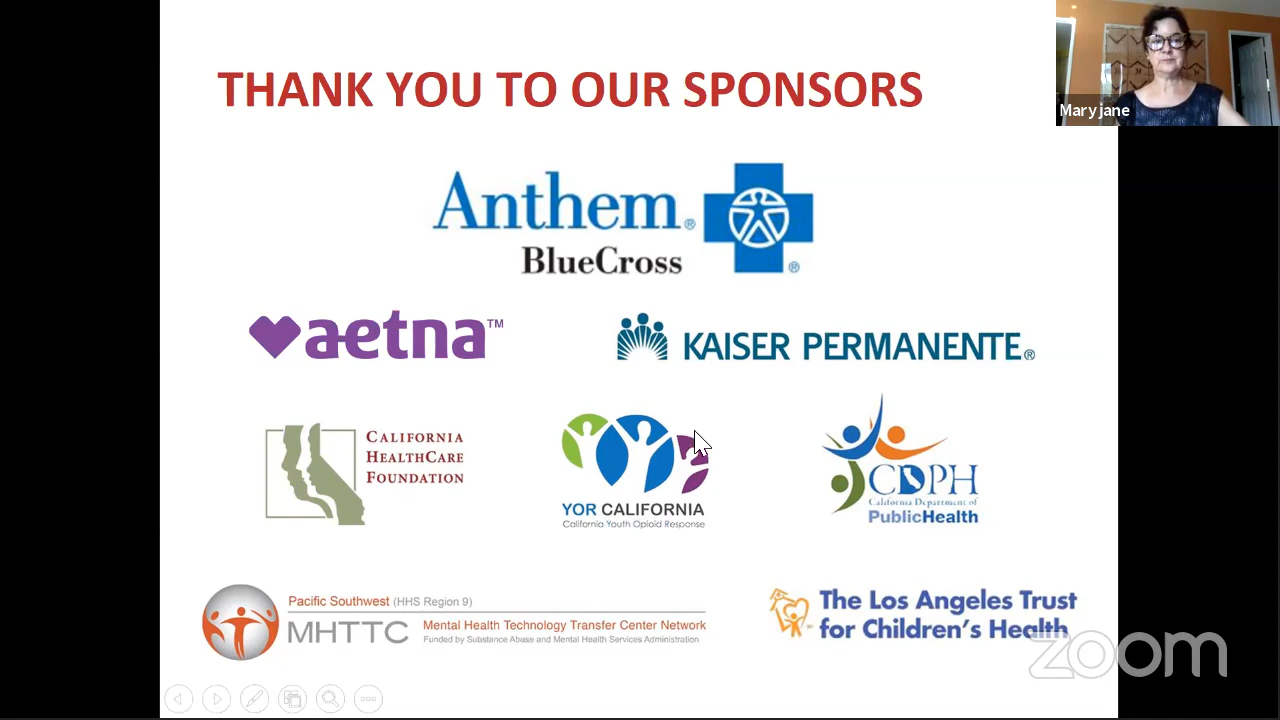 THANK YOU TO OUR SPONSORS
Maryjane
Anthem®
BlueCross
®
aetna™
KAISER PERMANENTE®
CALIFORNIA
HEALTHCARE
FOUNDATION
YOR CALIFORNIA
California Youth Opioid Response
CDPH
California Department of
PublicHealth
Pacific Southwest (HHS Region 9)
MHTTC
Mental Health Technology Transfer Center Network
Funded by Substance Abuse and Mental Health Services Administration
The Los Angeles Trust
for Children's Health
zoom